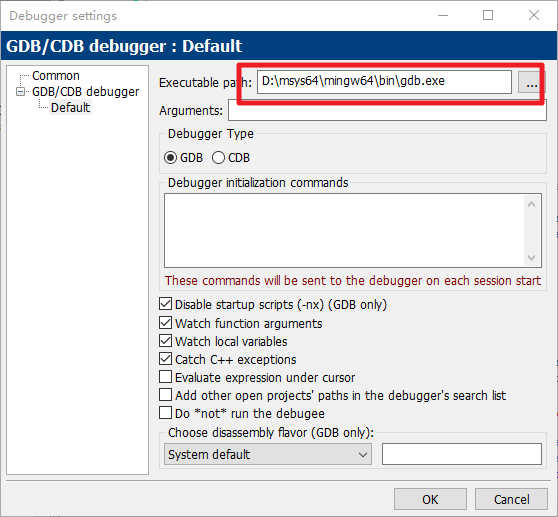 Debugger settings
GDB/CDB debugger : Default
Common
GDB/CDB debugger
Default
Executable path: D:\msys64\mingw64\bin\gdb.exe ...
Arguments:
Debugger Type
GDB CDB
Debugger initialization commands
These commands will be sent to the debugger on each session start
Disable startup scripts (-nx) (GDB only)
Watch function arguments
Watch local variables
Catch C++ exceptions
Evaluate expression under cursor
Add other open projects' paths in the debugger's search list
Do *not* run the debugee
Choose disassembly flavor (GDB only):
System default
OK Cancel